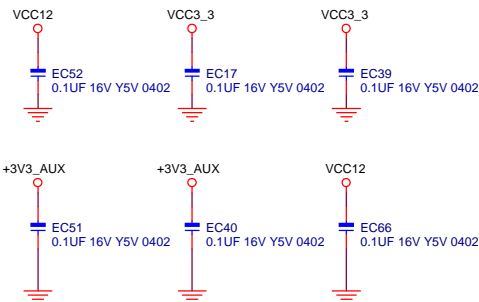 VCC12
VCC3_3
VCC3_3
EC52
0.1UF 16V Y5V 0402
EC17
0.1UF 16V Y5V 0402
EC39
0.1UF 16V Y5V 0402
+3V3_AUX
+3V3_AUX
VCC12
EC51
0.1UF 16V Y5V 0402
EC40
0.1UF 16V Y5V 0402
EC66
0.1UF 16V Y5V 0402